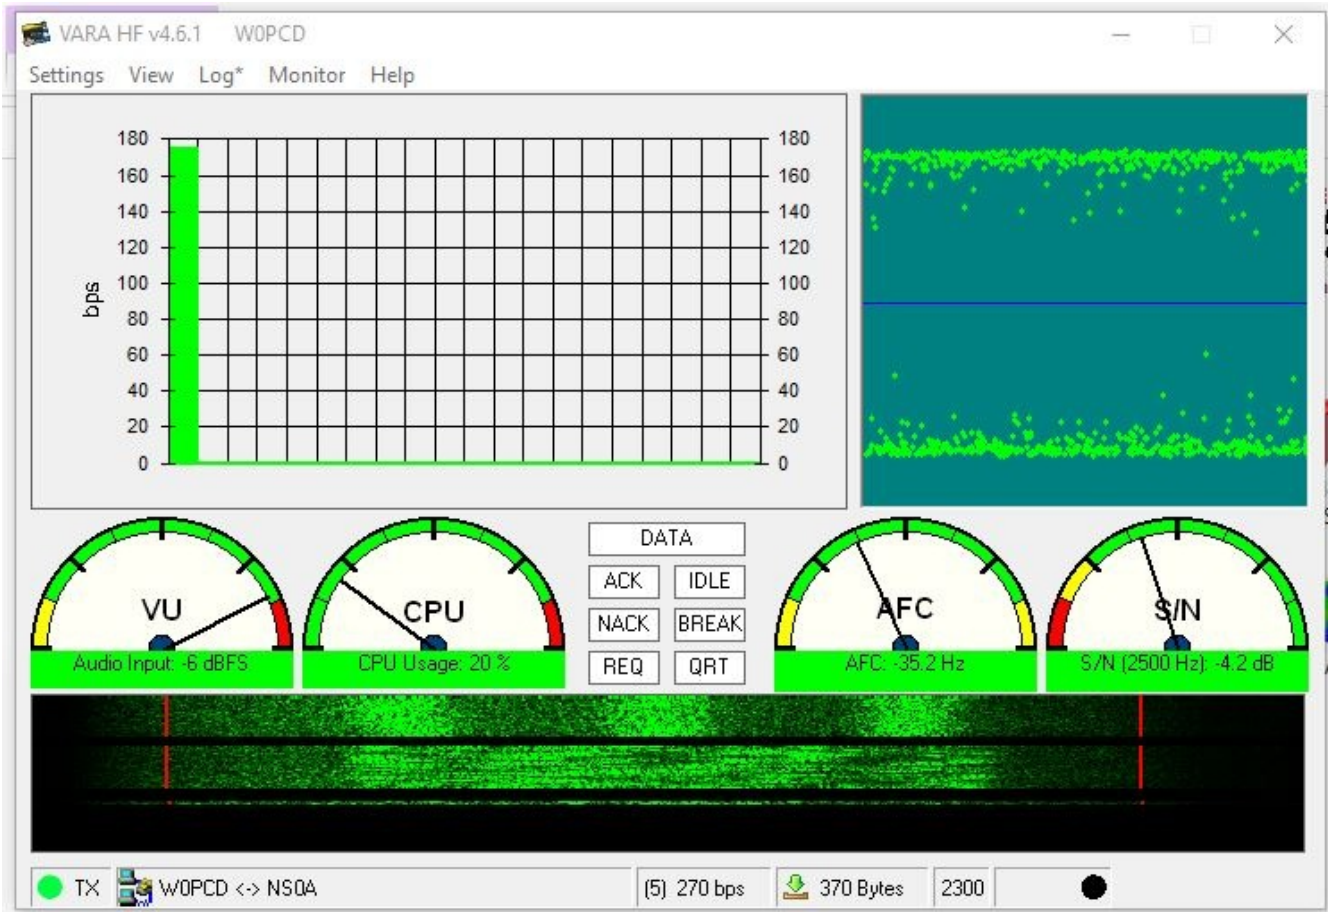 VARA HF v4.6.1 W0PCD
Settings View Log* Monitor Help
180 180
160 160
140 140
120 120
100 100
80 80
60 60
40 40
20 20
0 0
bps
DATA
ACK IDLE
NACK BREAK
REQ QRT
VU
Audio Input: -6 dBFS
CPU
CPU Usage: 20 %
AFC
AFC: -35.2 Hz
S/N
S/N (2500 Hz): -4.2 dB
TX W0PCD <-> NS0A (5) 270 bps 370 Bytes 2300